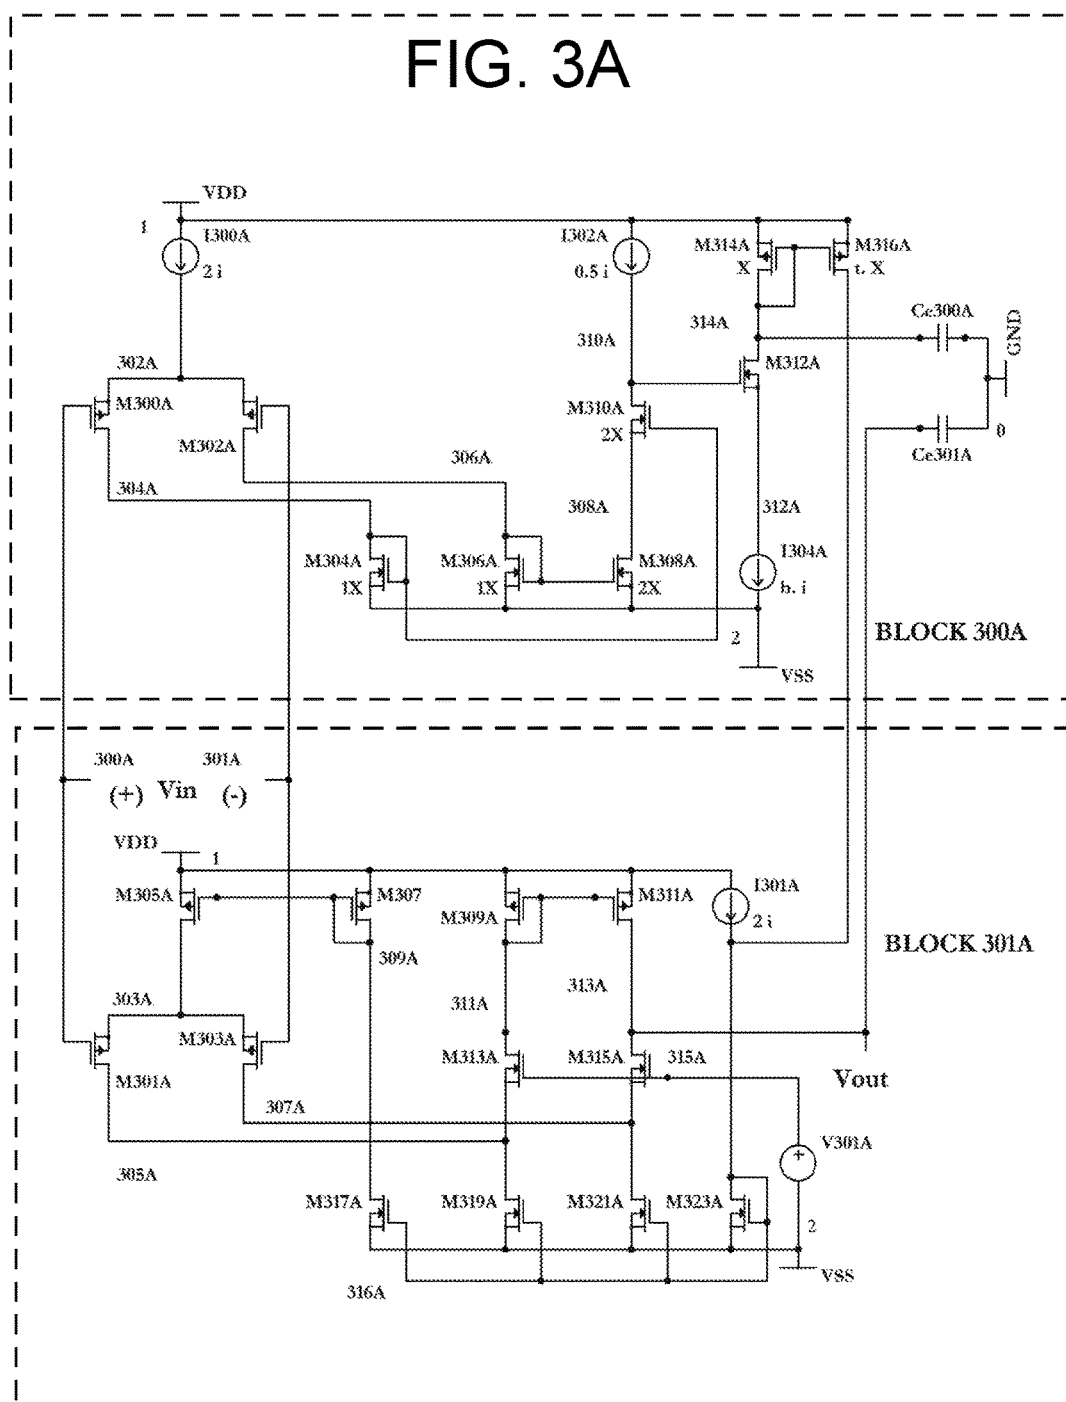 FIG. 3A
VDD
1
I300A
2 i
I302A
0.5 i
M314A
X
M316A
t. X
Cc300A
GND
314A
310A
302A
M300A
M302A
M312A
M310A
2X
Cc301A
0
306A
304A
308A
312A
M304A
1X
M306A
1X
M308A
2X
I304A
b. i
2
BLOCK 300A
VSS
300A
301A
(+) Vin (-)
VDD
1
M305A
M307
M309A
M311A
I301A
2 i
BLOCK 301A
309A
303A
311A
313A
M303A
M301A
M313A
M315A
315A
Vout
307A
V301A
305A
M317A
M319A
M321A
M323A
2
316A
VSS